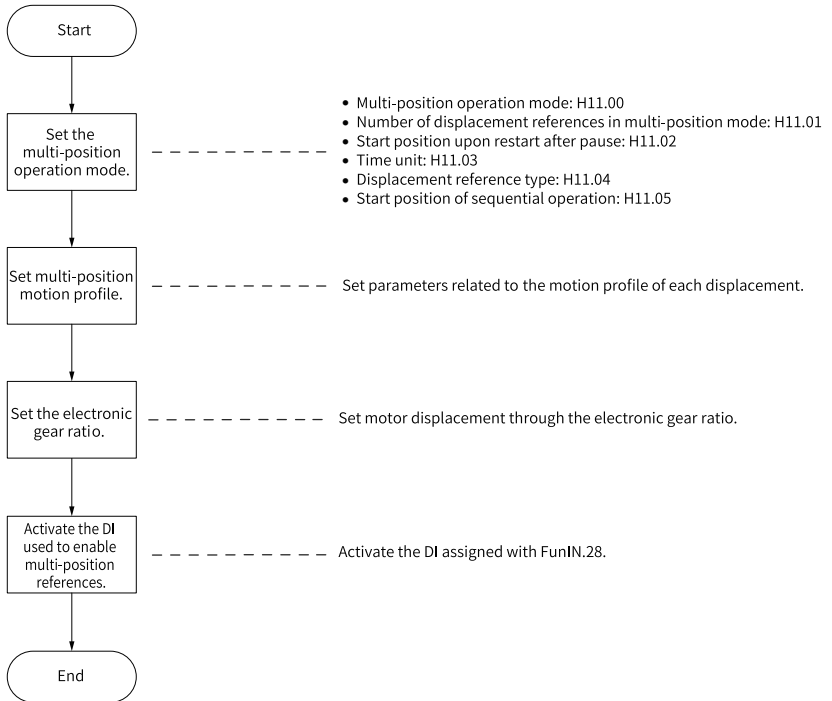 Start
Set the
multi-position
operation mode.
• Multi-position operation mode: H11.00
• Number of displacement references in multi-position mode: H11.01
• Start position upon restart after pause: H11.02
• Time unit: H11.03
• Displacement reference type: H11.04
• Start position of sequential operation: H11.05
Set multi-position
motion profile.
Set parameters related to the motion profile of each displacement.
Set the electronic
gear ratio.
Set motor displacement through the electronic gear ratio.
Activate the DI
used to enable
multi-position
references.
Activate the DI assigned with FunIN.28.
End